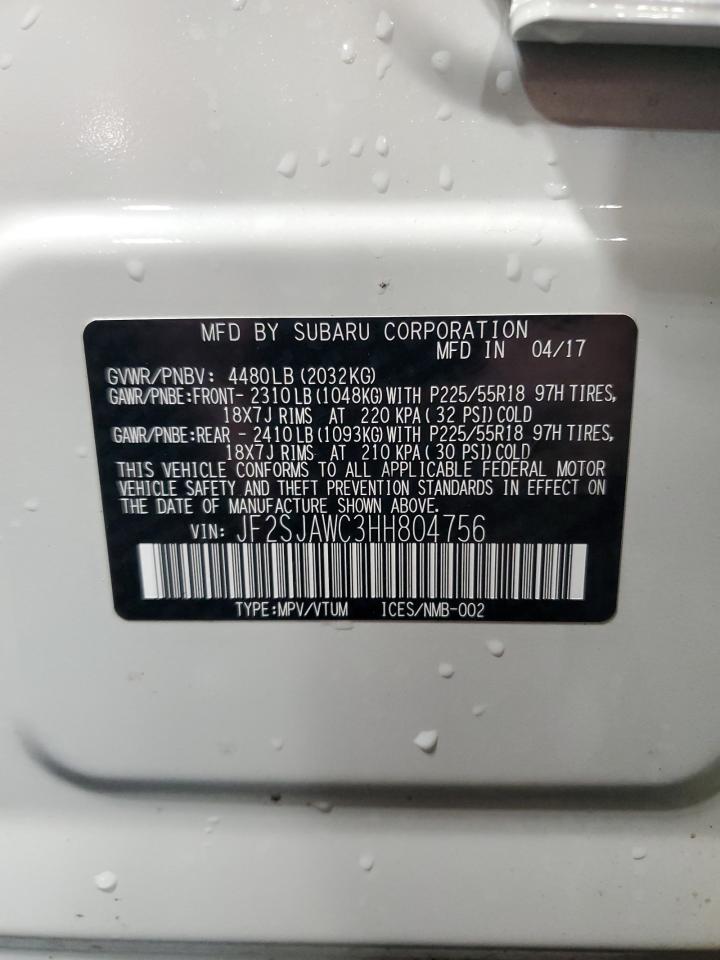 MFD BY SUBARU CORPORATION
MFD IN 04/17
GVWR/PNBV: 4480LB(2032KG)
GAWR/PNBE:FRONT- 2310LB(1048KG)WITH P225/55R18 97H TIRES,
18X7J RIMS AT 220 KPA( 32 PSI)COLD
GAWR/PNBE:REAR - 2410LB(1093KG)WITH P225/55R18 97H TIRES,
18X7J RIMS AT 210 KPA( 30 PSI)COLD
THIS VEHICLE CONFORMS TO ALL APPLICABLE FEDERAL MOTOR
VEHICLE SAFETY AND THEFT PREVENTION STANDARDS IN EFFECT ON
THE DATE OF MANUFACTURE SHOWN ABOVE.
VIN: JF2SJAWC3HH804756
TYPE:MPV/VTUM ICES/NMB-002